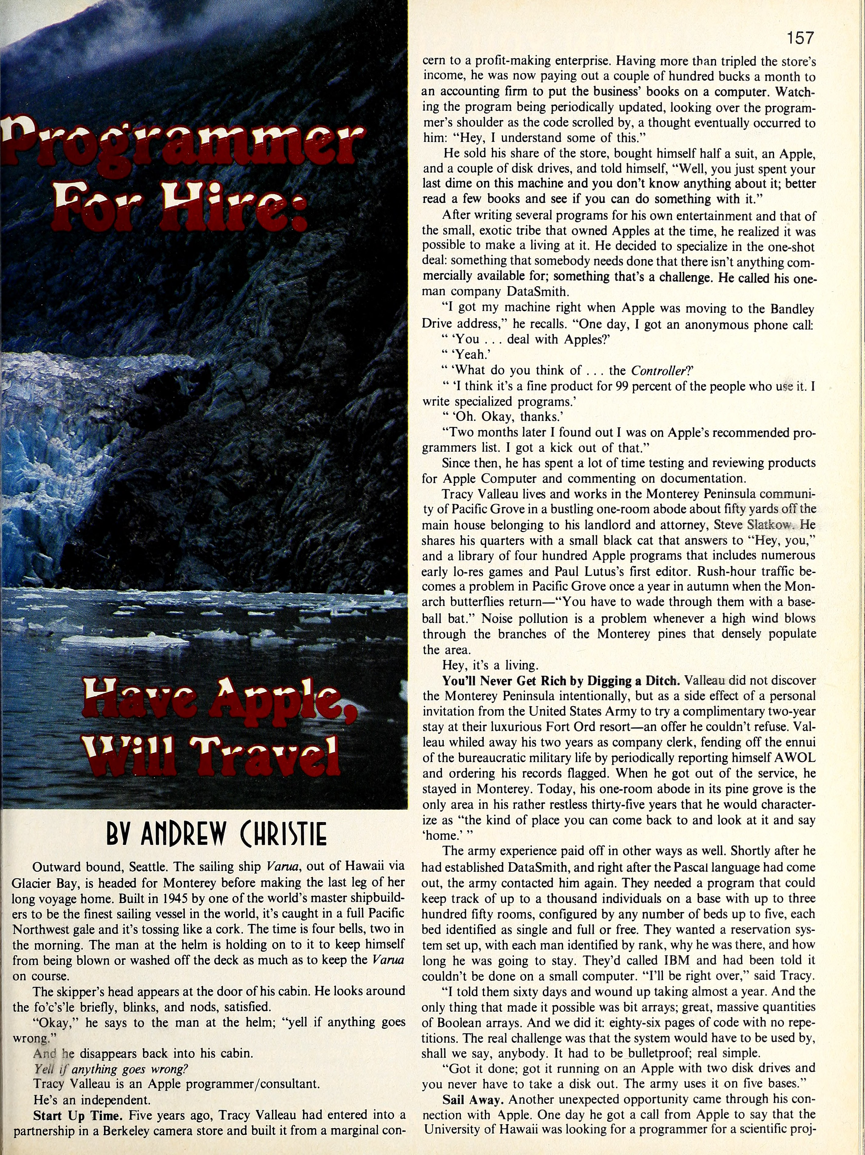 157
Programmer
For Hire:
Have Apple,
Will Travel
BY ANDREW CHRISTIE
Outward bound, Seattle. The sailing ship Varua, out of Hawaii via
Glacier Bay, is headed for Monterey before making the last leg of her
long voyage home. Built in 1945 by one of the world's master shipbuild-
ers to be the finest sailing vessel in the world, it's caught in a full Pacific
Northwest gale and it's tossing like a cork. The time is four bells, two in
the morning. The man at the helm is holding on to it to keep himself
from being blown or washed off the deck as much as to keep the Varua
on course.
The skipper's head appears at the door of his cabin. He looks around
the fo'c's'le briefly, blinks, and nods, satisfied.
"Okay," he says to the man at the helm; "yell if anything goes
wrong."
And he disappears back into his cabin.
Yell if anything goes wrong?
Tracy Valleau is an Apple programmer/consultant.
He's an independent.
Start Up Time. Five years ago, Tracy Valleau had entered into a
partnership in a Berkeley camera store and built it from a marginal con-
cern to a profit-making enterprise. Having more than tripled the store's
income, he was now paying out a couple of hundred bucks a month to
an accounting firm to put the business' books on a computer. Watch-
ing the program being periodically updated, looking over the program-
mer's shoulder as the code scrolled by, a thought eventually occurred to
him: "Hey, I understand some of this."
He sold his share of the store, bought himself half a suit, an Apple,
and a couple of disk drives, and told himself, "Well, you just spent your
last dime on this machine and you don't know anything about it; better
read a few books and see if you can do something with it."
After writing several programs for his own entertainment and that of
the small, exotic tribe that owned Apples at the time, he realized it was
possible to make a living at it. He decided to specialize in the one-shot
deal: something that somebody needs done that there isn't anything com-
mercially available for; something that's a challenge. He called his one-
man company DataSmith.
"I got my machine right when Apple was moving to the Bandley
Drive address," he recalls. "One day, I got an anonymous phone call:
" 'You . . . deal with Apples?'
" 'Yeah.'
" 'What do you think of . . . the Controller?'
" 'I think it's a fine product for 99 percent of the people who use it. I
write specialized programs.'
" 'Oh. Okay, thanks.'
"Two months later I found out I was on Apple's recommended pro-
grammers list. I got a kick out of that."
Since then, he has spent a lot of time testing and reviewing products
for Apple Computer and commenting on documentation.
Tracy Valleau lives and works in the Monterey Peninsula communi-
ty of Pacific Grove in a bustling one-room abode about fifty yards off the
main house belonging to his landlord and attorney, Steve Slatkow. He
shares his quarters with a small black cat that answers to "Hey, you,"
and a library of four hundred Apple programs that includes numerous
early lo-res games and Paul Lutus's first editor. Rush-hour traffic be-
comes a problem in Pacific Grove once a year in autumn when the Mon-
arch butterflies return—"You have to wade through them with a base-
ball bat." Noise pollution is a problem whenever a high wind blows
through the branches of the Monterey pines that densely populate
the area.
Hey, it's a living.
You'll Never Get Rich by Digging a Ditch. Valleau did not discover
the Monterey Peninsula intentionally, but as a side effect of a personal
invitation from the United States Army to try a complimentary two-year
stay at their luxurious Fort Ord resort—an offer he couldn't refuse. Val-
leau whiled away his two years as company clerk, fending off the ennui
of the bureaucratic military life by periodically reporting himself AWOL
and ordering his records flagged. When he got out of the service, he
stayed in Monterey. Today, his one-room abode in its pine grove is the
only area in his rather restless thirty-five years that he would character-
ize as "the kind of place you can come back to and look at it and say
'home.' "
The army experience paid off in other ways as well. Shortly after he
had established DataSmith, and right after the Pascal language had come
out, the army contacted him again. They needed a program that could
keep track of up to a thousand individuals on a base with up to three
hundred fifty rooms, configured by any number of beds up to five, each
bed identified as single and full or free. They wanted a reservation sys-
tem set up, with each man identified by rank, why he was there, and how
long he was going to stay. They'd called IBM and had been told it
couldn't be done on a small computer. "I'll be right over," said Tracy.
"I told them sixty days and wound up taking almost a year. And the
only thing that made it possible was bit arrays; great, massive quantities
of Boolean arrays. And we did it: eighty-six pages of code with no repe-
titions. The real challenge was that the system would have to be used by,
shall we say, anybody. It had to be bulletproof; real simple.
"Got it done; got it running on an Apple with two disk drives and
you never have to take a disk out. The army uses it on five bases."
Sail Away. Another unexpected opportunity came through his con-
nection with Apple. One day he got a call from Apple to say that the
University of Hawaii was looking for a programmer for a scientific proj-